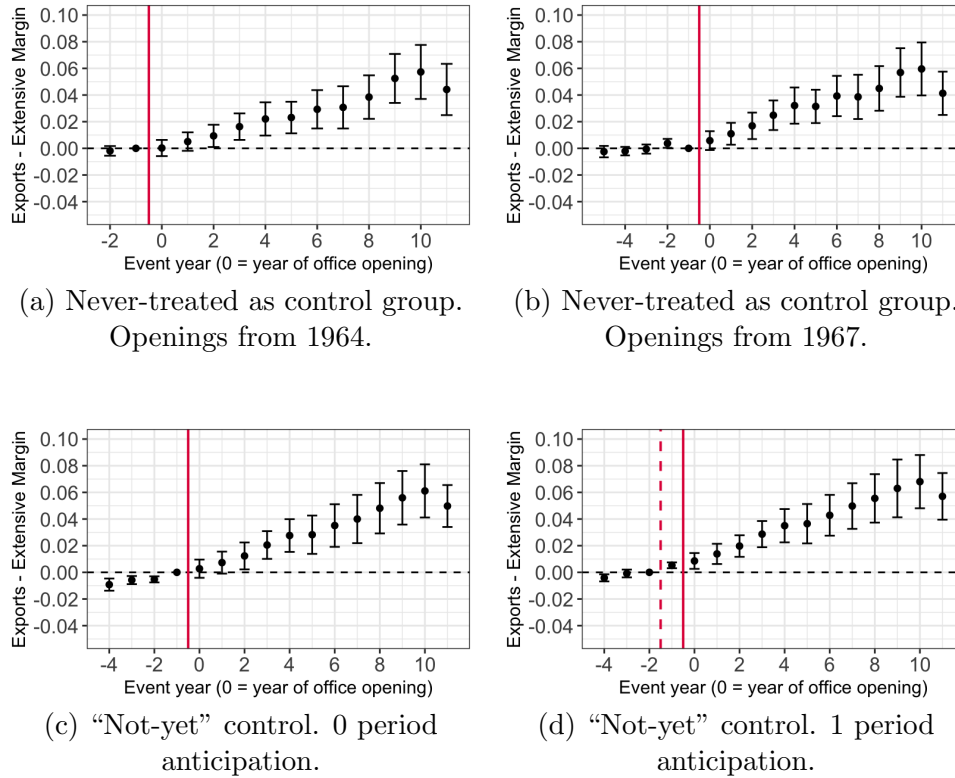 Exports - Extensive Margin
0.10
0.08
0.06
0.04
0.02
0.00
-0.02
-0.04
-2 0 2 4 6 8 10
Event year (0 = year of office opening)
(a) Never-treated as control group.
Openings from 1964.
Exports - Extensive Margin
0.10
0.08
0.06
0.04
0.02
0.00
-0.02
-0.04
-4 -2 0 2 4 6 8 10
Event year (0 = year of office opening)
(b) Never-treated as control group.
Openings from 1967.
Exports - Extensive Margin
0.10
0.08
0.06
0.04
0.02
0.00
-0.02
-0.04
-4 -2 0 2 4 6 8 10
Event year (0 = year of office opening)
(c) “Not-yet” control. 0 period
anticipation.
Exports - Extensive Margin
0.10
0.08
0.06
0.04
0.02
0.00
-0.02
-0.04
-4 -2 0 2 4 6 8 10
Event year (0 = year of office opening)
(d) “Not-yet” control. 1 period
anticipation.